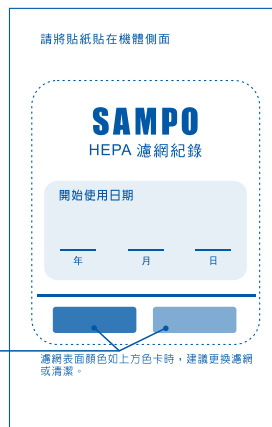 請將貼紙貼在機體側面
SAMPO
HEPA 濾網紀錄
開始使用日期
年 月 日
濾網表面顏色如上方色卡時，建議更換濾網
或清潔。